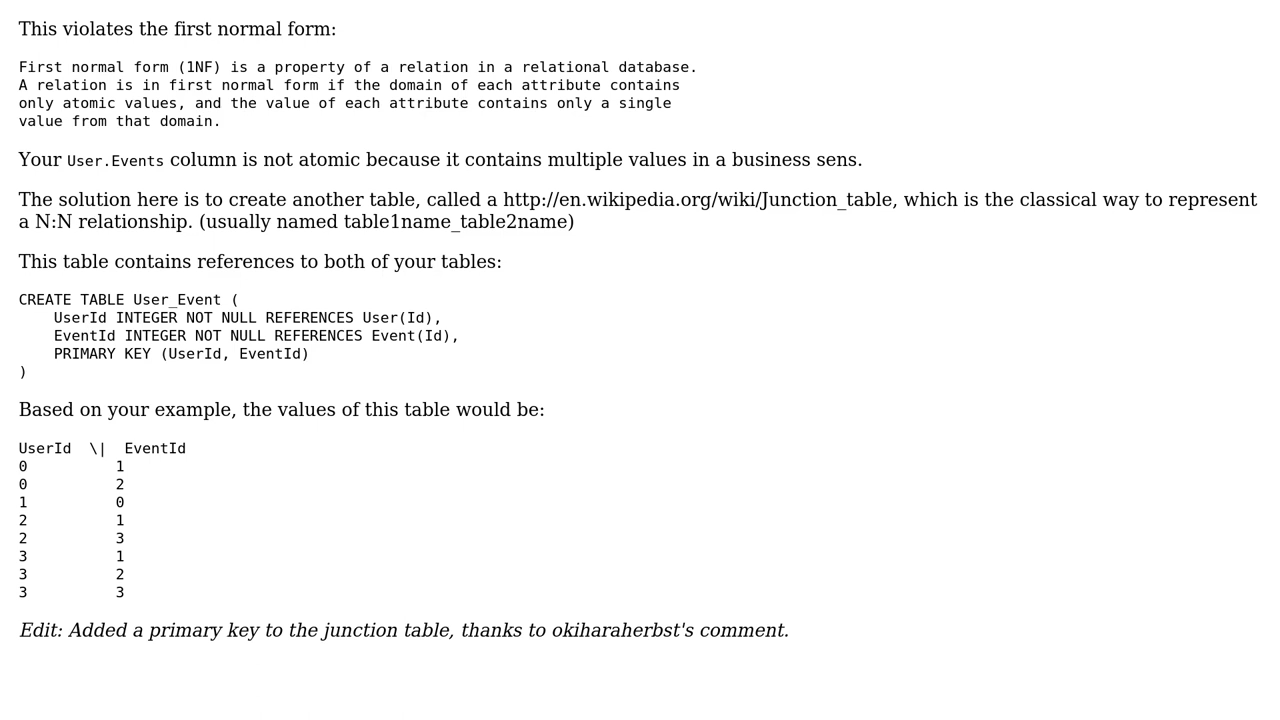 This violates the first normal form:
First normal form (1NF) is a property of a relation in a relational database.
A relation is in first normal form if the domain of each attribute contains
only atomic values, and the value of each attribute contains only a single
value from that domain.
Your User.Events column is not atomic because it contains multiple values in a business sens.
The solution here is to create another table, called a http://en.wikipedia.org/wiki/Junction_table, which is the classical way to represent
a N:N relationship. (usually named table1name_table2name)
This table contains references to both of your tables:
CREATE TABLE User_Event (
    UserId INTEGER NOT NULL REFERENCES User(Id),
    EventId INTEGER NOT NULL REFERENCES Event(Id),
    PRIMARY KEY (UserId, EventId)
)
Based on your example, the values of this table would be:
UserId  \|  EventId
0          1
0          2
1          0
2          1
2          3
3          1
3          2
3          3
Edit: Added a primary key to the junction table, thanks to okiharaherbst's comment.